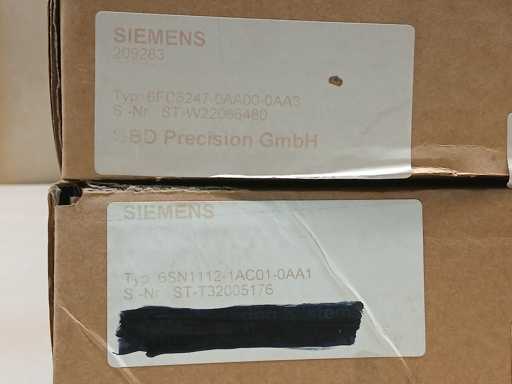 SIEMENS
209263
Typ: 6FC5247-0AA00-0AA3
S.-Nr.: ST-W22066480
SBD Precision GmbH
SIEMENS
Typ: 6SN1112-1AC01-0AA1
S.-Nr.: ST-T32005176